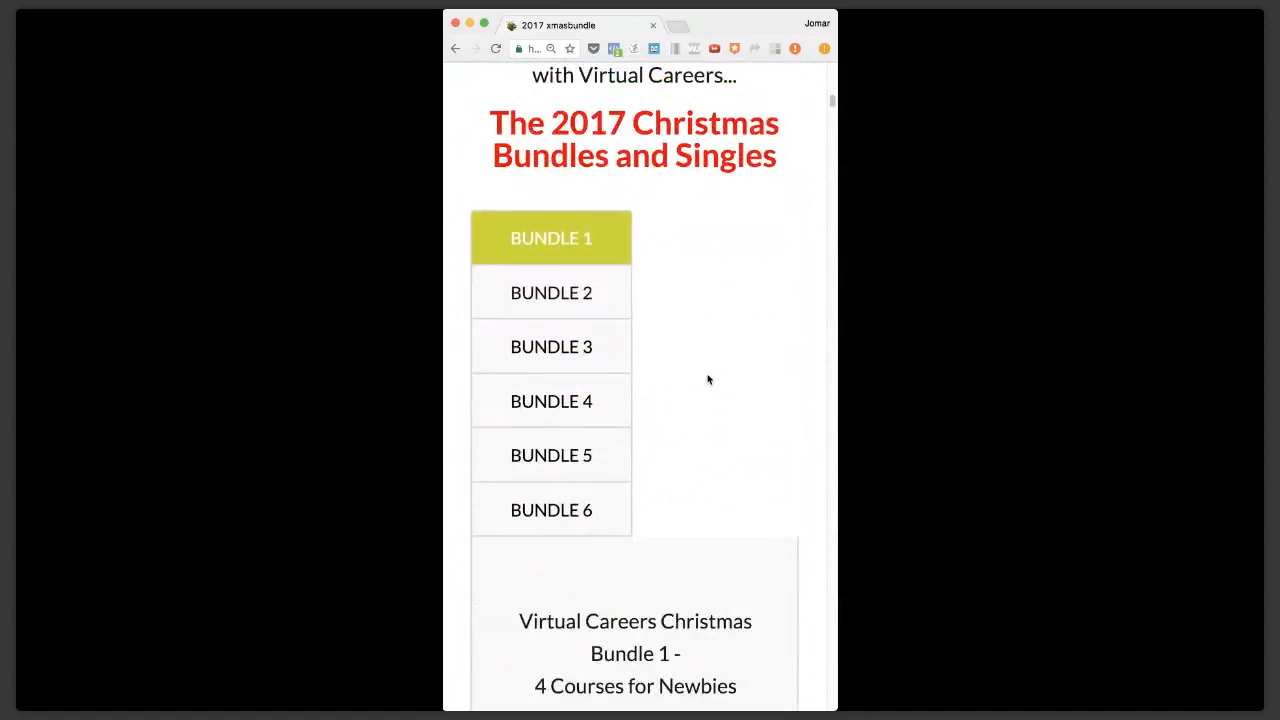 2017 xmasbundle
Jomar
h...
with Virtual Careers...
The 2017 Christmas
Bundles and Singles
BUNDLE 1
BUNDLE 2
BUNDLE 3
BUNDLE 4
BUNDLE 5
BUNDLE 6
Virtual Careers Christmas
Bundle 1 -
4 Courses for Newbies